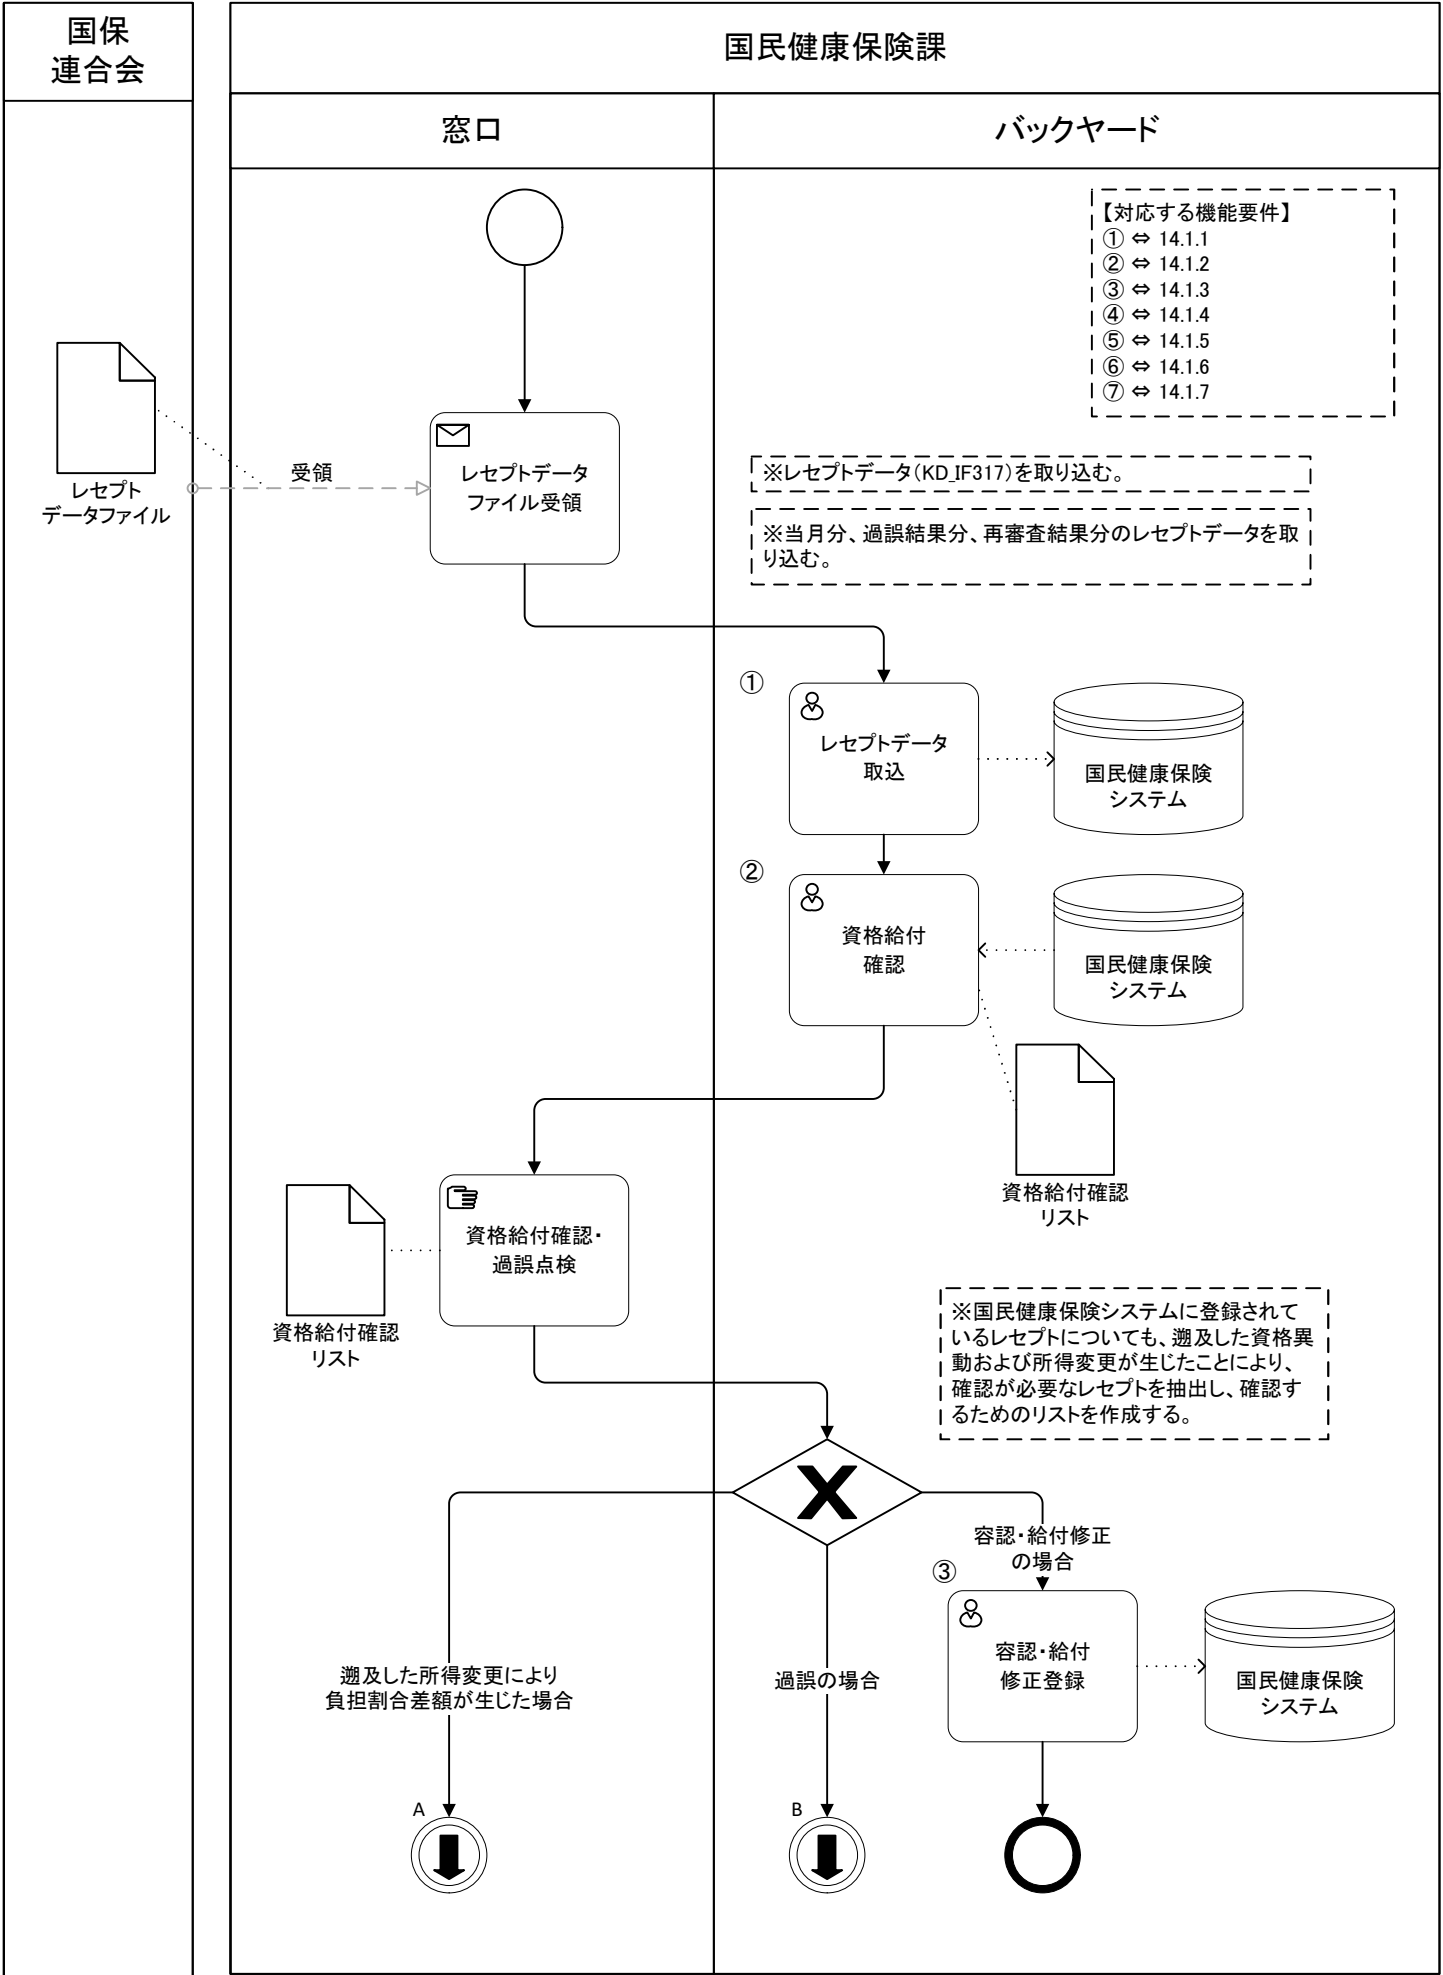 国保
連合会
国民健康保険課
窓口
バックヤード
【対応する機能要件】
① ⇔ 14.1.1
② ⇔ 14.1.2
③ ⇔ 14.1.3
④ ⇔ 14.1.4
⑤ ⇔ 14.1.5
⑥ ⇔ 14.1.6
⑦ ⇔ 14.1.7
レセプト
データファイル
受領
レセプトデータ
ファイル受領
※レセプトデータ(KD_IF317)を取り込む。
※当月分、過誤結果分、再審査結果分のレセプトデータを取
り込む。
①
レセプトデータ
取込
国民健康保険
システム
②
資格給付
確認
国民健康保険
システム
資格給付確認
リスト
資格給付確認・
過誤点検
資格給付確認
リスト
※国民健康保険システムに登録されて
いるレセプトについても、遡及した資格異
動および所得変更が生じたことにより、
確認が必要なレセプトを抽出し、確認す
るためのリストを作成する。
容認・給付修正
の場合
③
容認・給付
修正登録
国民健康保険
システム
遡及した所得変更により
負担割合差額が生じた場合
過誤の場合
A
B